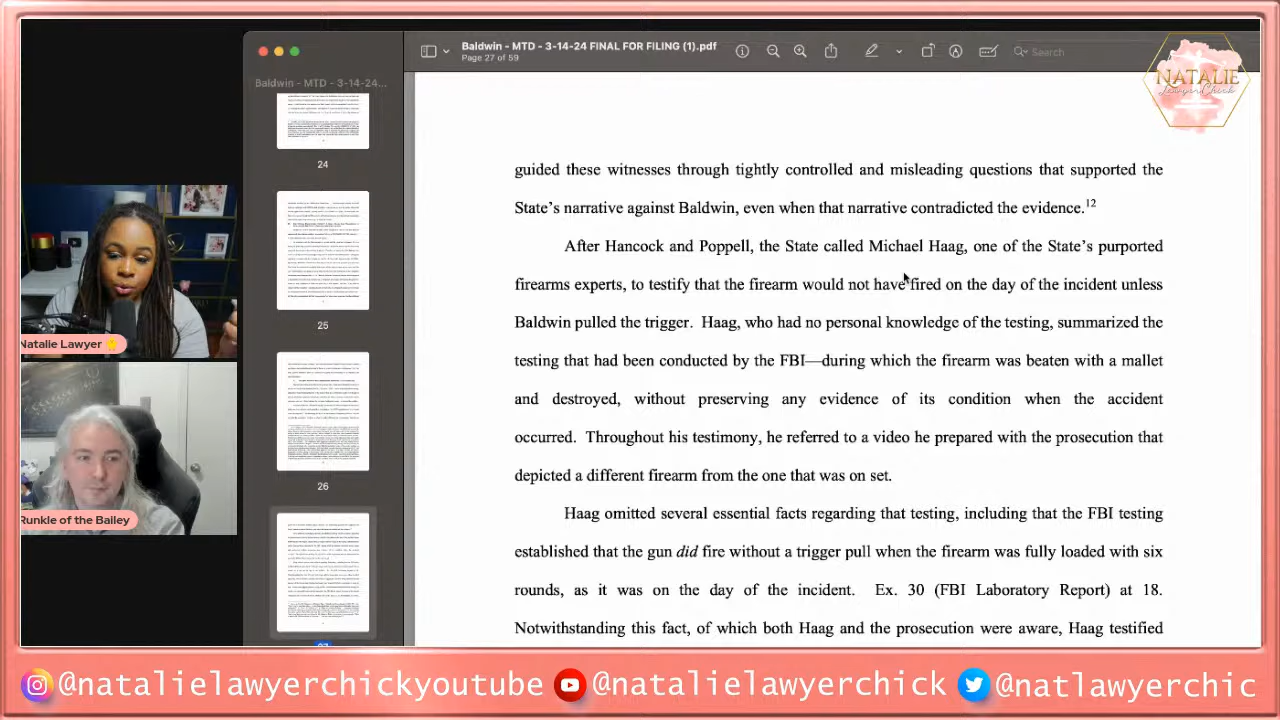 Baldwin - MTD - 3-14-24 FINAL FOR FILING (1).pdf
Page 27 of 59
Search
NATALIE
LawyerChick
Baldwin - MTD - 3-14-24...
24
25
26
27
guided these witnesses through tightly controlled and misleading questions that supported the
State's narrative against Baldwin even when that narrative contradicted the evidence.12
After Hancock and Poppell, the State called Michael Haag, one of the State's purported
firearms experts, to testify that the firearm would not have fired on the day of the incident unless
Baldwin pulled the trigger. Haag, who had no personal knowledge of the testing, summarized the
testing that had been conducted by the FBI—during which the firearm was beaten with a mallet
and destroyed, without presenting any evidence of its condition when the accident
occurred. Throughout his testimony, he referred to a video he prepared with the prosecution that
depicted a different firearm from the one that was on set.
Haag omitted several essential facts regarding that testing, including that the FBI testing
established that the gun did fire without a trigger pull when the firearm was fully loaded with six
rounds, as it was on the day of the incident. Ex. 30 (FBI Laboratory Report) at 18.
Notwithstanding this fact, of which both Haag and the prosecution were aware, Haag testified
Natalie Lawyer
Runkle of the Bailey
@natalielawyerchickyoutube
@natalielawyerchick
@natlawyerchic